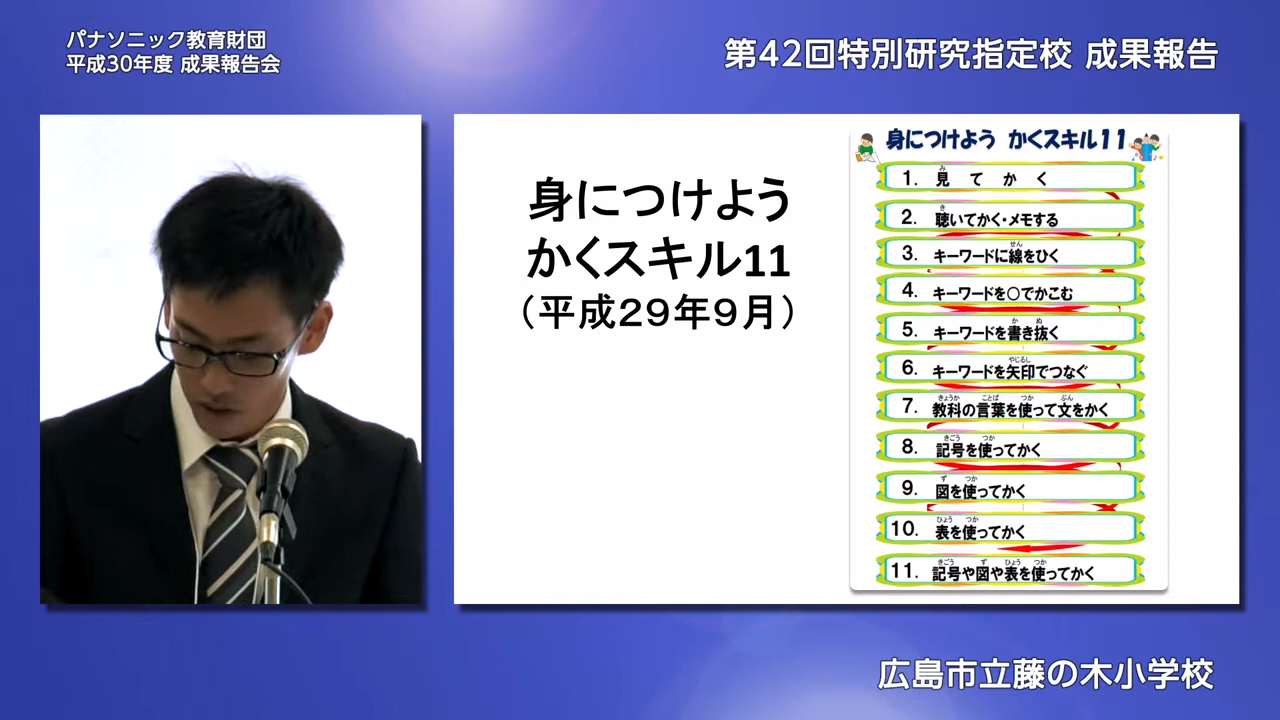 パナソニック教育財団
平成30年度 成果報告会
第42回特別研究指定校 成果報告
身につけよう
かくスキル11
（平成29年9月）
身につけよう かくスキル11
1. 見てかく
2. 聴いてかく・メモする
3. キーワードに線をひく
4. キーワードを○でかこむ
5. キーワードを書き抜く
6. キーワードを矢印でつなぐ
7. 教科の言葉を使って文をかく
8. 記号を使ってかく
9. 図を使ってかく
10. 表を使ってかく
11. 記号や図や表を使ってかく
広島市立藤の木小学校